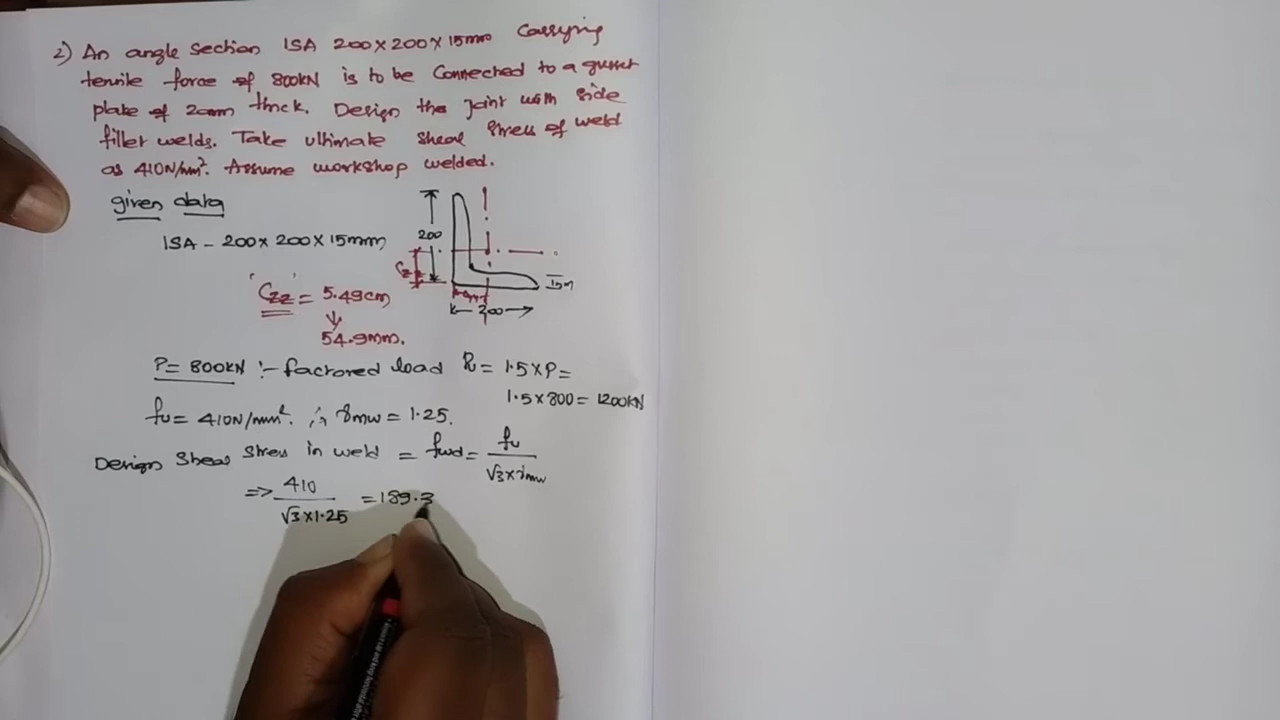 2) An angle section ISA 200×200×15mm Carrying
tensile force of 800KN is to be Connected to a gusset
plate of 20mm thick. Design the Joint with side
fillet welds. Take ultimate shear stress of weld
as 410N/mm². Assume workshop welded.
given data
ISA - 200×200×15mm
200
15m
200
'Czz' = 5.49cm
54.9mm.
P= 800KN :- factored load Pu = 1.5×P=
1.5×800= 1200KN
fu= 410N/mm². ∴ γmw = 1.25.
Design Shear Stress in weld = fwd= fu / √3×γmw
=> 410 / √3×1.25 = 189.3